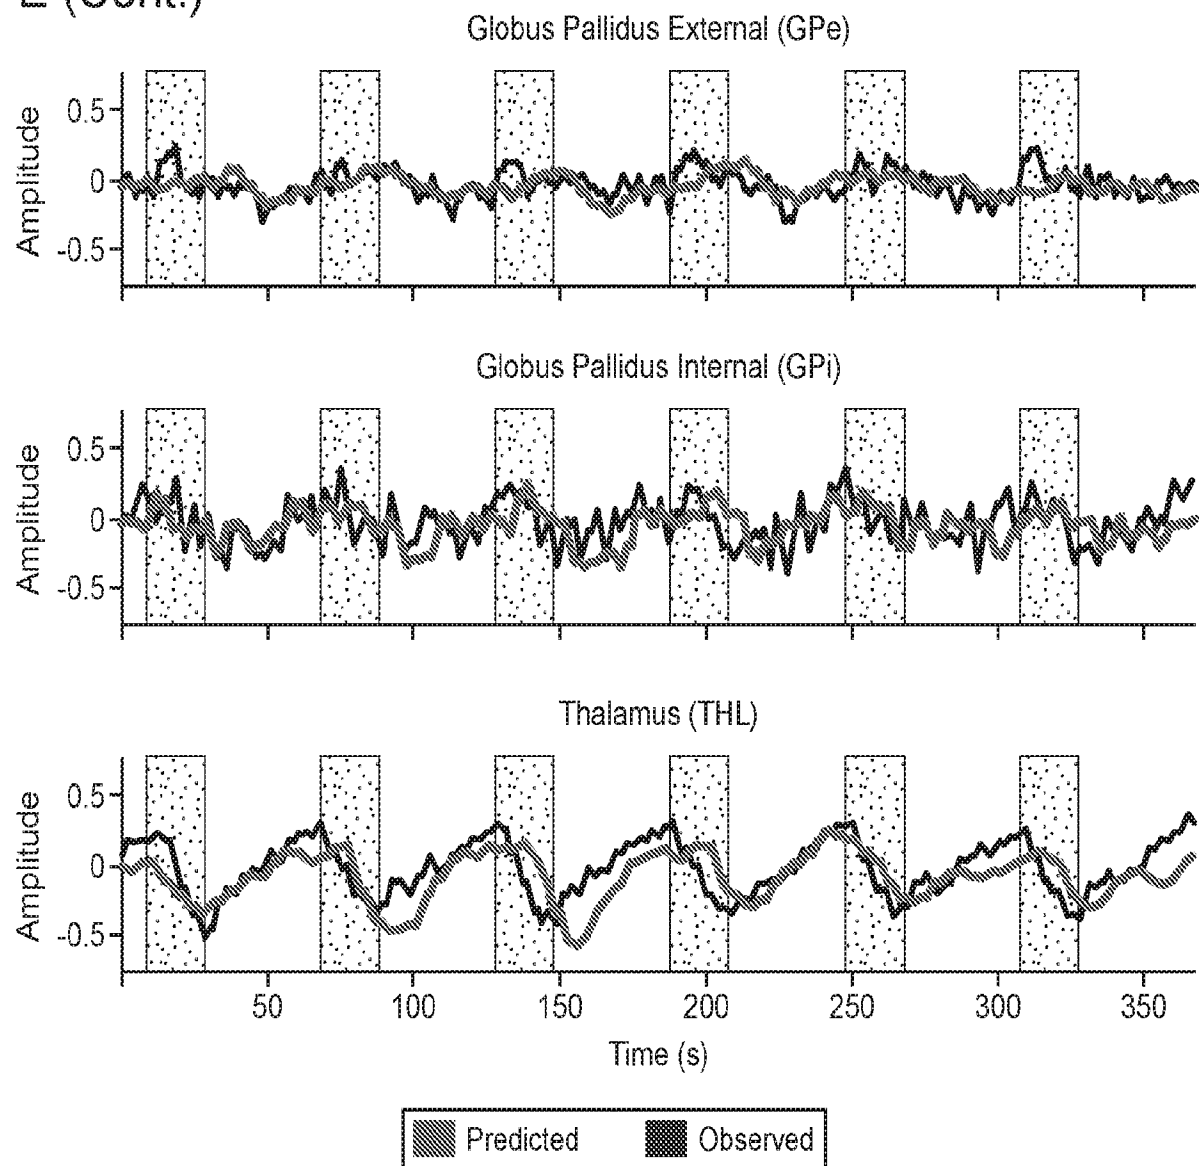 (Cont.)
Globus Pallidus External (GPe)
Amplitude
0.5
0
-0.5
Globus Pallidus Internal (GPi)
Amplitude
0.5
0
-0.5
Thalamus (THL)
Amplitude
0.5
0
-0.5
50 100 150 200 250 300 350
Time (s)
Predicted Observed